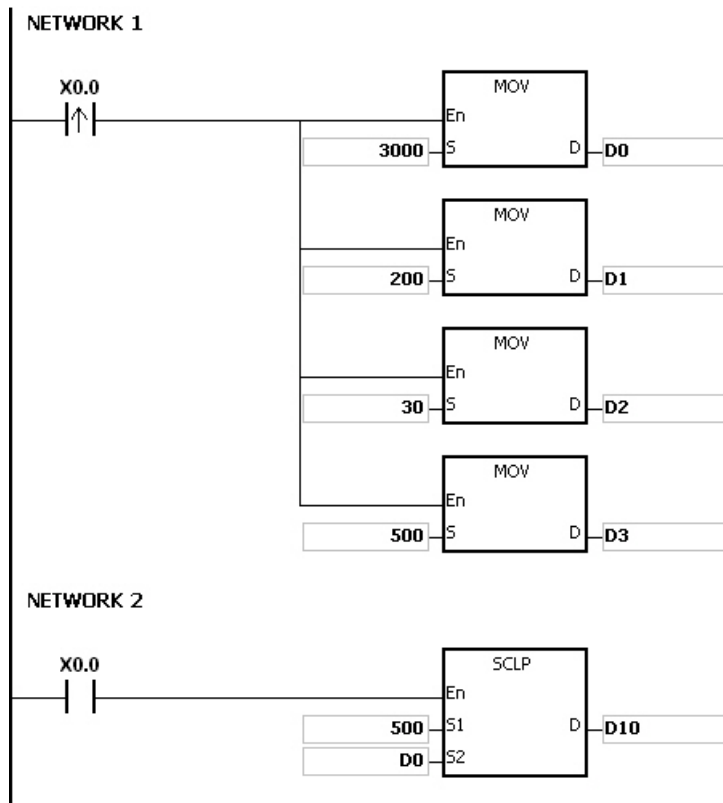 NETWORK 1
X0.0
MOV
En
3000 S D D0
MOV
En
200 S D D1
MOV
En
30 S D D2
MOV
En
500 S D D3
NETWORK 2
X0.0
SCLP
En
500 S1 D D10
D0 S2